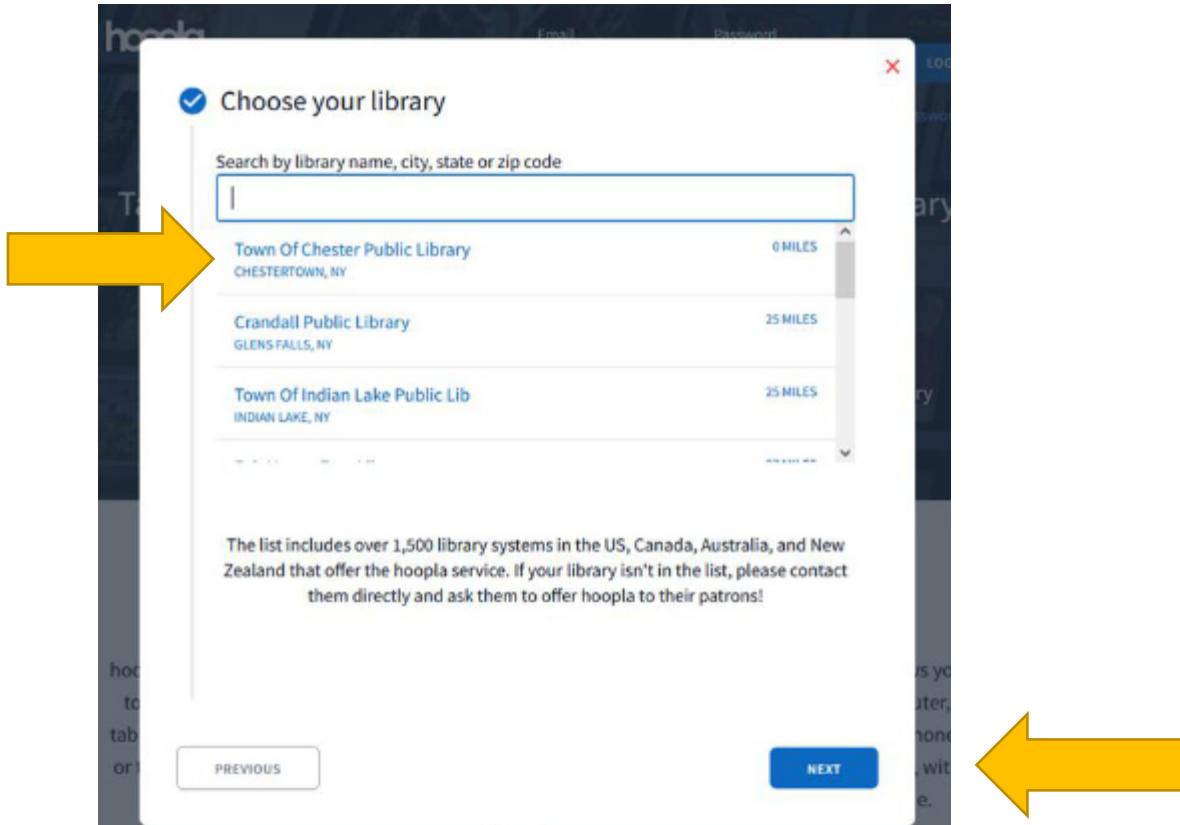 hoopla
Email
Password
LOG
Choose your library
Search by library name, city, state or zip code
Town Of Chester Public Library
0 MILES
CHESTERTOWN, NY
Crandall Public Library
25 MILES
GLENS FALLS, NY
Town Of Indian Lake Public Lib
25 MILES
INDIAN LAKE, NY
The list includes over 1,500 library systems in the US, Canada, Australia, and New
Zealand that offer the hoopla service. If your library isn't in the list, please contact
them directly and ask them to offer hoopla to their patrons!
PREVIOUS
NEXT